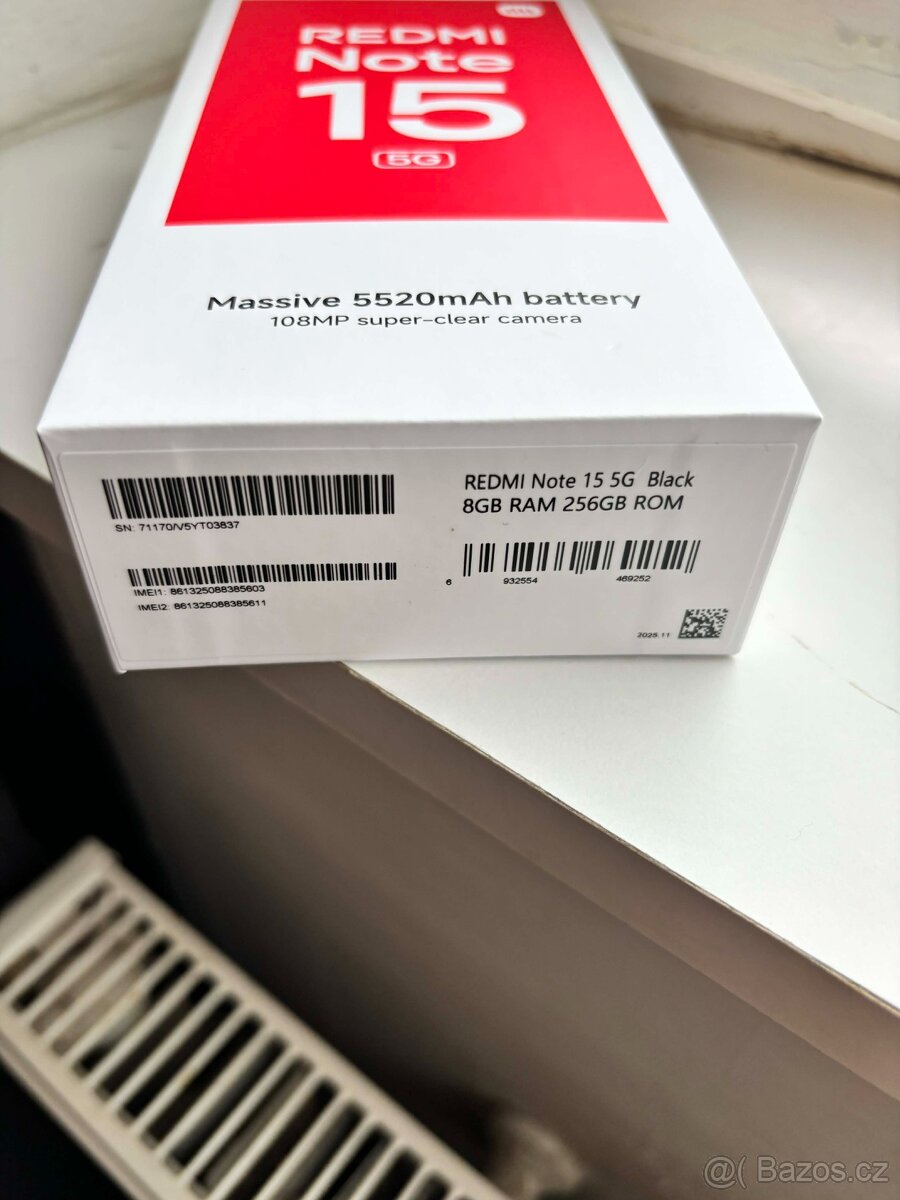 REDMI
Note
15
5G
Massive 5520mAh battery
108MP super-clear camera
SN: 71170/V5YT03837
REDMI Note 15 5G Black
8GB RAM 256GB ROM
IMEI1: 861325088385603
IMEI2: 861325088385611
6 932554 469252
2025.11
@( Bazos.cz